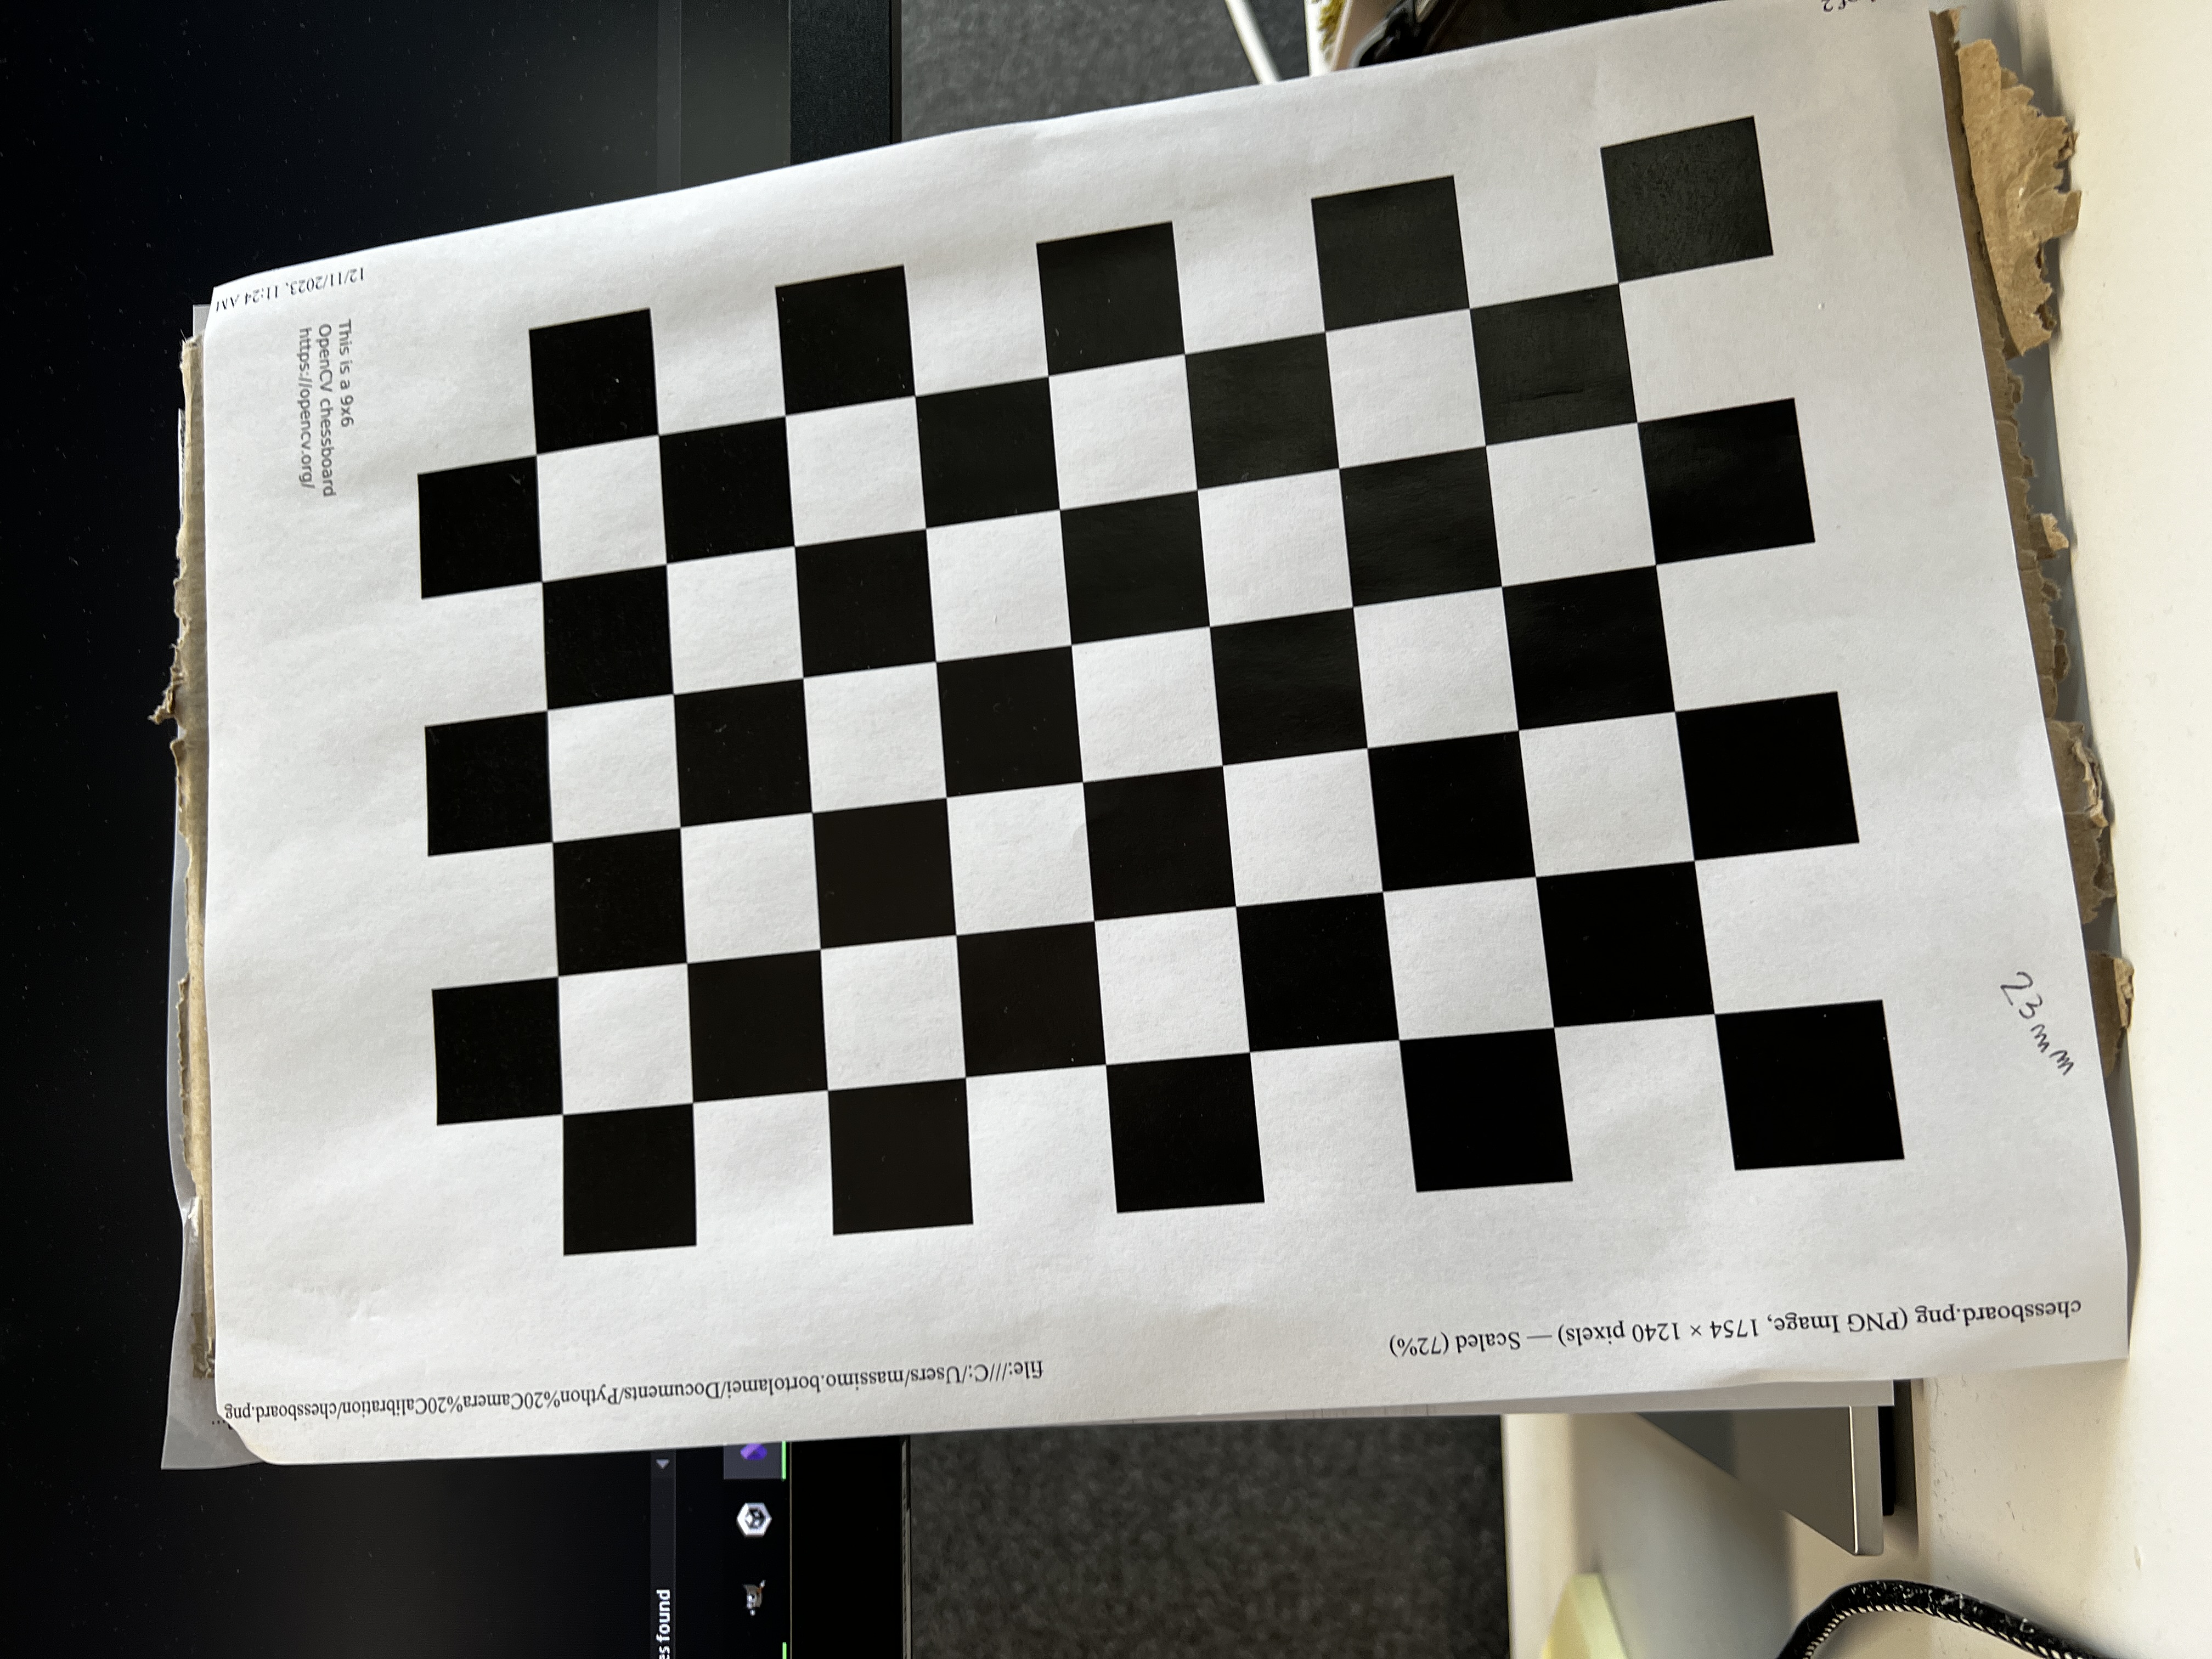 file:///C:/Users/massimo.bortolamei/Documents/Python%20Camera%20Calibration/chessboard.png
12/11/2023, 11:24 AM
This is a 9x6
OpenCV chessboard
https://opencv.org/
es found
chessboard.png (PNG Image, 1754 × 1240 pixels) — Scaled (72%)
23mm
of 2